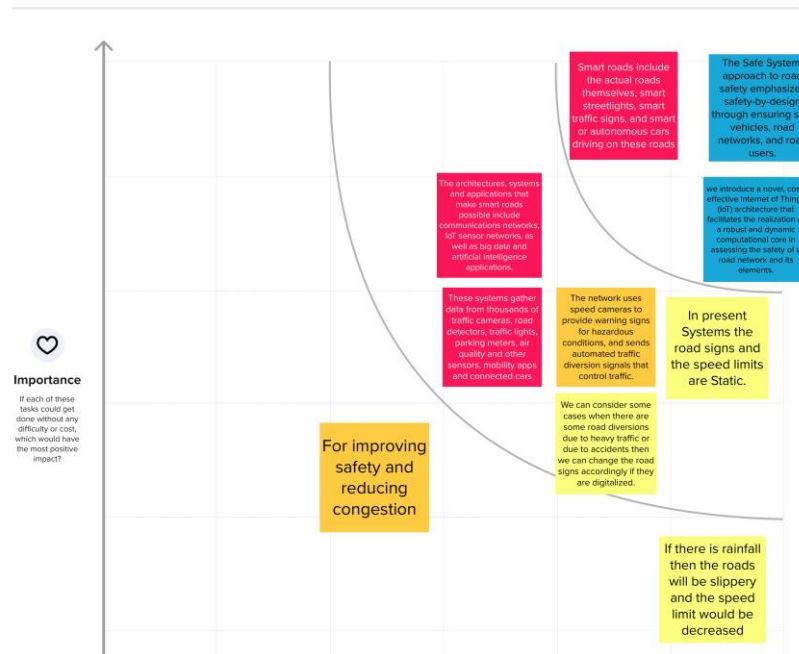 Smart roads include
the actual roads
themselves, smart
streetlights, smart
traffic signs, and smart
or autonomous cars
driving on these roads
The Safe System
approach to road
safety emphasize
safety-by-design
through ensuring
vehicles, road
networks, and
users.
The architectures, systems
and applications that
make smart roads
possible include
communications networks,
IoT sensor networks, as
well as big data and
artificial intelligence
applications.
we introduce a novel,
effective Internet of
(IoT) architecture that
facilitates the realization
a robust and dynamic
computational core in
assessing the safety of
road network and its
elements.
These systems gather
data from thousands of
traffic cameras, road
detectors, traffic lights,
parking meters, air
quality and other
sensors, mobility apps
and connected cars
The network uses
speed cameras to
provide warning signs
for hazardous
conditions, and sends
automated traffic
diversion signals that
control traffic.
In present
Systems the
road signs and
the speed limits
are Static.
Importance
If each of these
tasks could get
done without any
difficulty or cost,
which would have
the most positive
impact?
We can consider some
cases when there are
some road diversions
due to heavy traffic or
due to accidents then
we can change the road
signs accordingly if they
are digitalized.
For improving
safety and
reducing
congestion
If there is rainfall
then the roads
will be slippery
and the speed
limit would be
decreased